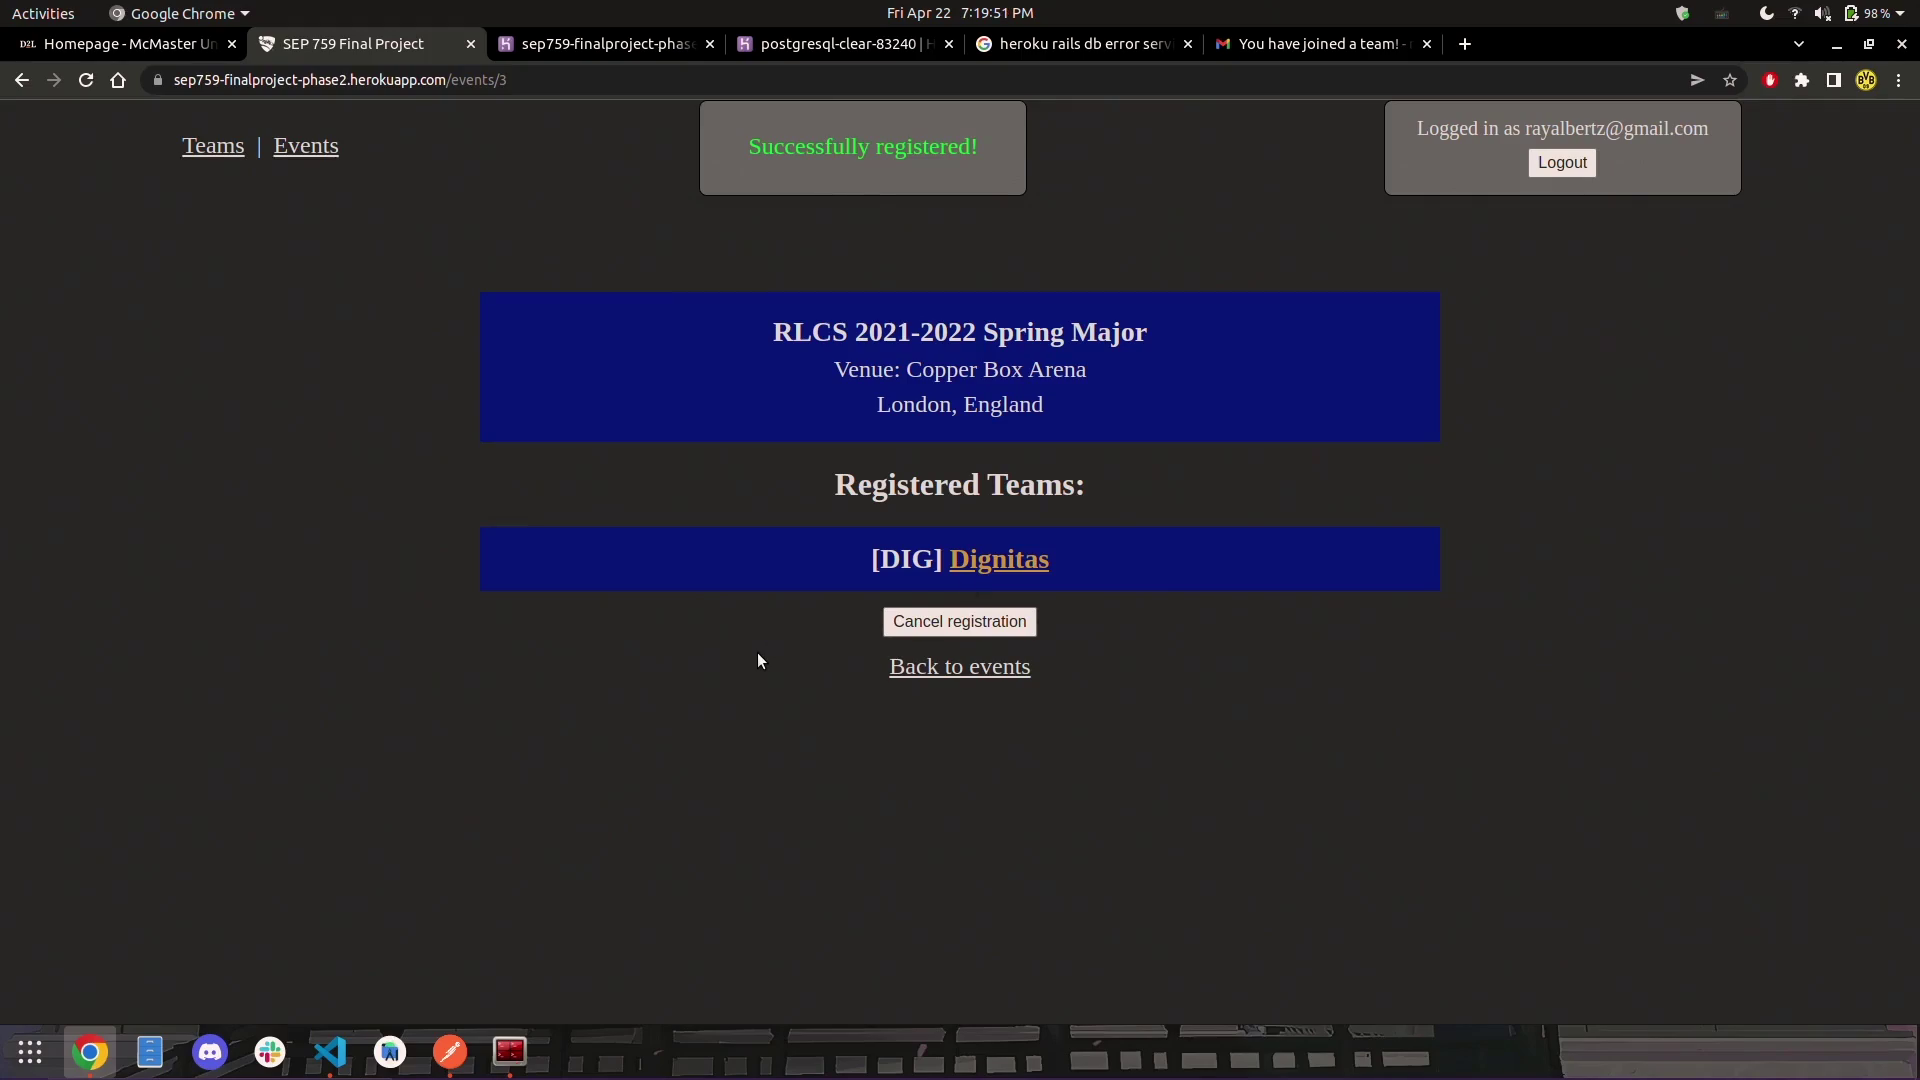 Activities
Google Chrome
Fri Apr 22 7:19:51 PM
98 %
D2L Homepage - McMaster Un
SEP 759 Final Project
sep759-finalproject-phase
postgresql-clear-83240 | H
heroku rails db error serv
You have joined a team! -
sep759-finalproject-phase2.herokuapp.com/events/3
Teams | Events
Successfully registered!
Logged in as rayalbertz@gmail.com
Logout
RLCS 2021-2022 Spring Major
Venue: Copper Box Arena
London, England
Registered Teams:
[DIG] Dignitas
Cancel registration
Back to events